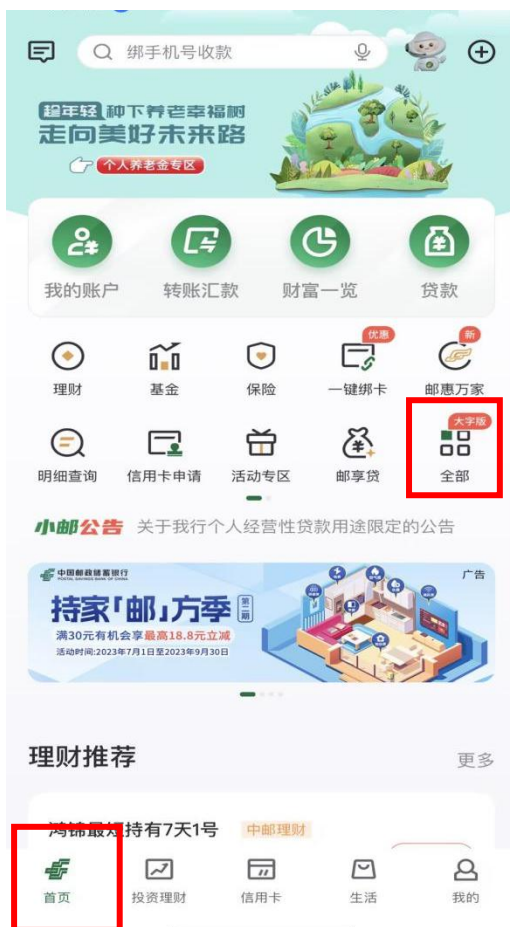 绑手机号收款
趁年轻 种下养老幸福树
走向美好未来路
个人养老金专区
我的账户 转账汇款 财富一览 贷款
优惠 新
理财 基金 保险 一键绑卡 邮惠万家
大字版
明细查询 信用卡申请 活动专区 邮享贷 全部
小邮公告 关于我行个人经营性贷款用途限定的公告
中国邮政储蓄银行 广告
POSTAL SAVINGS BANK OF CHINA
持家「邮」方季 第二期
满30元有机会享最高18.8元立减
活动时间:2023年7月1日至2023年9月30日
理财推荐 更多
鸿锦最短持有7天1号 中邮理财
首页 投资理财 信用卡 生活 我的